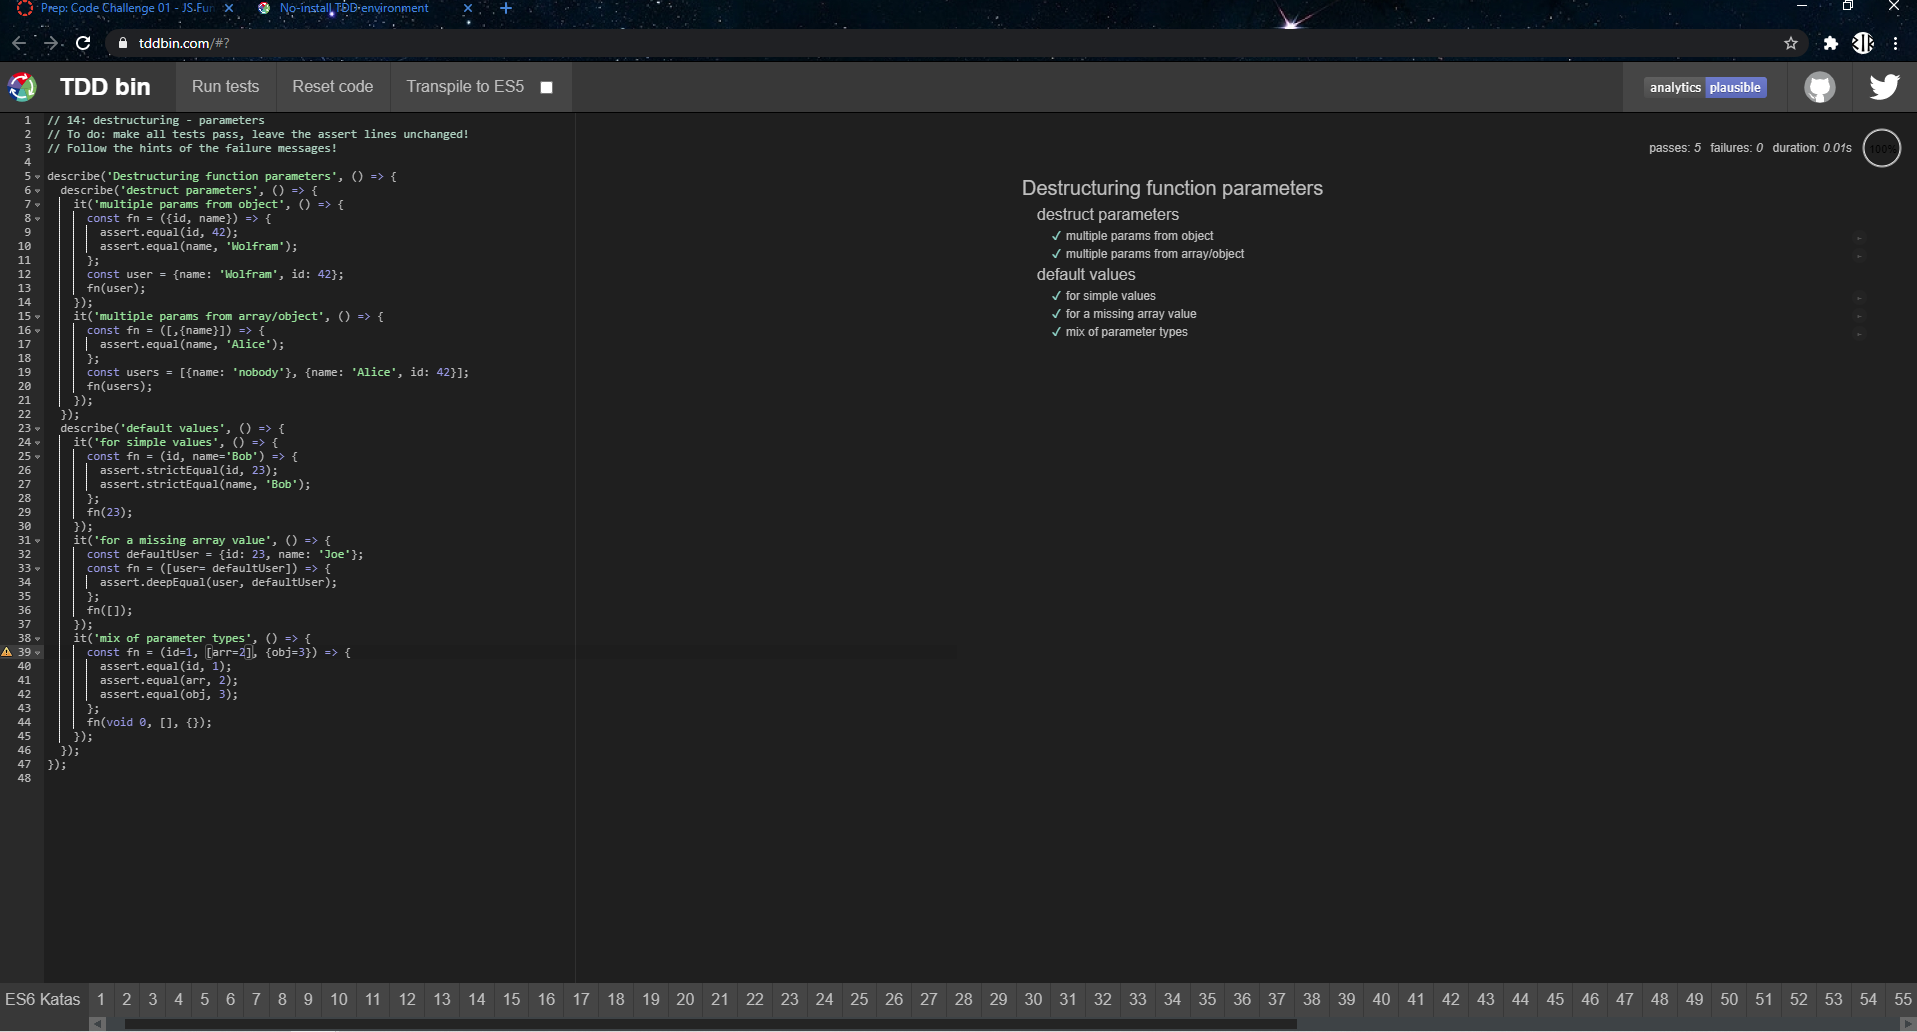 Prep: Code Challenge 01 - JS Fun
No-install TDD environment
tddbin.com/#?
TDD bin Run tests Reset code Transpile to ES5 analytics plausible
1 // 14: destructuring - parameters
2 // To do: make all tests pass, leave the assert lines unchanged!
3 // Follow the hints of the failure messages!
4
5 describe('Destructuring function parameters', () => {
6 describe('destruct parameters', () => {
7 it('multiple params from object', () => {
8 const fn = ({id, name}) => {
9 assert.equal(id, 42);
10 assert.equal(name, 'Wolfram');
11 };
12 const user = {name: 'Wolfram', id: 42};
13 fn(user);
14 });
15 it('multiple params from array/object', () => {
16 const fn = ([,{name}]) => {
17 assert.equal(name, 'Alice');
18 };
19 const users = [{name: 'nobody'}, {name: 'Alice', id: 42}];
20 fn(users);
21 });
22 });
23 describe('default values', () => {
24 it('for simple values', () => {
25 const fn = (id, name='Bob') => {
26 assert.strictEqual(id, 23);
27 assert.strictEqual(name, 'Bob');
28 };
29 fn(23);
30 });
31 it('for a missing array value', () => {
32 const defaultUser = {id: 23, name: 'Joe'};
33 const fn = ([user= defaultUser]) => {
34 assert.deepEqual(user, defaultUser);
35 };
36 fn([]);
37 });
38 it('mix of parameter types', () => {
39 const fn = (id=1, [arr=2], {obj=3}) => {
40 assert.equal(id, 1);
41 assert.equal(arr, 2);
42 assert.equal(obj, 3);
43 };
44 fn(void 0, [], {});
45 });
46 });
47 });
48
passes: 5 failures: 0 duration: 0.01s 100%
Destructuring function parameters
destruct parameters
✓ multiple params from object
✓ multiple params from array/object
default values
✓ for simple values
✓ for a missing array value
✓ mix of parameter types
ES6 Katas 1 2 3 4 5 6 7 8 9 10 11 12 13 14 15 16 17 18 19 20 21 22 23 24 25 26 27 28 29 30 31 32 33 34 35 36 37 38 39 40 41 42 43 44 45 46 47 48 49 50 51 52 53 54 55